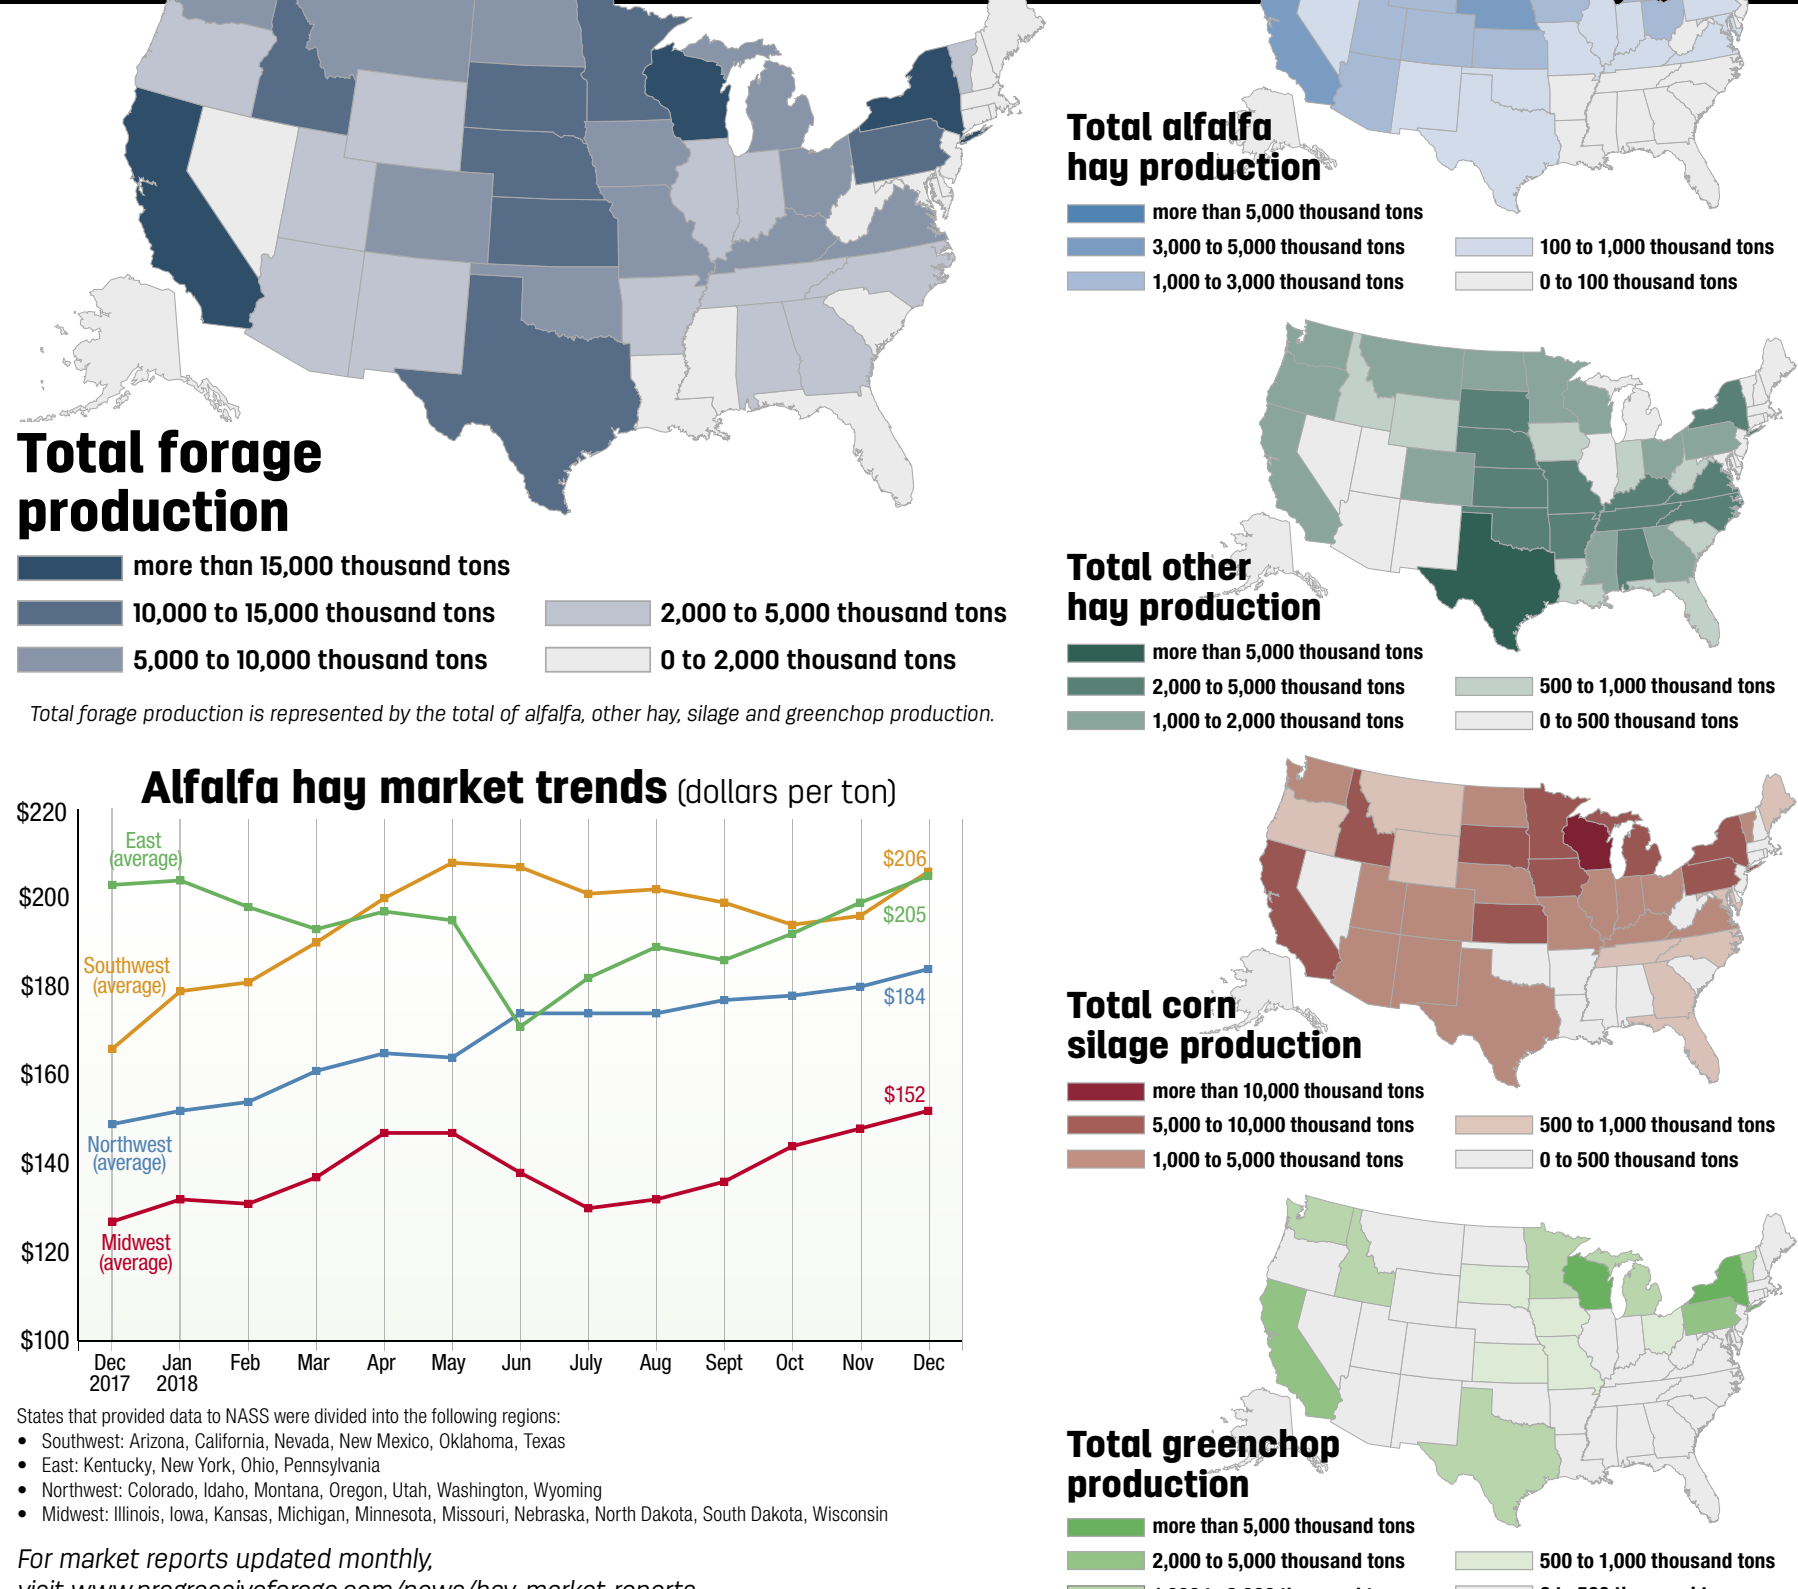 Total forage
production
more than 15,000 thousand tons
10,000 to 15,000 thousand tons
5,000 to 10,000 thousand tons
2,000 to 5,000 thousand tons
0 to 2,000 thousand tons
Total forage production is represented by the total of alfalfa, other hay, silage and greenchop production.
Alfalfa hay market trends (dollars per ton)
$220
$200
$180
$160
$140
$120
$100
East
(average)
Southwest
(average)
Northwest
(average)
Midwest
(average)
$206
$205
$184
$152
Dec Jan Feb Mar Apr May Jun July Aug Sept Oct Nov Dec
2017 2018
States that provided data to NASS were divided into the following regions:
• Southwest: Arizona, California, Nevada, New Mexico, Oklahoma, Texas
• East: Kentucky, New York, Ohio, Pennsylvania
• Northwest: Colorado, Idaho, Montana, Oregon, Utah, Washington, Wyoming
• Midwest: Illinois, Iowa, Kansas, Michigan, Minnesota, Missouri, Nebraska, North Dakota, South Dakota, Wisconsin
For market reports updated monthly,
visit www.progressiveforage.com/news/hay-market-reports
Total alfalfa
hay production
more than 5,000 thousand tons
3,000 to 5,000 thousand tons
1,000 to 3,000 thousand tons
100 to 1,000 thousand tons
0 to 100 thousand tons
Total other
hay production
more than 5,000 thousand tons
2,000 to 5,000 thousand tons
1,000 to 2,000 thousand tons
500 to 1,000 thousand tons
0 to 500 thousand tons
Total corn
silage production
more than 10,000 thousand tons
5,000 to 10,000 thousand tons
1,000 to 5,000 thousand tons
500 to 1,000 thousand tons
0 to 500 thousand tons
Total greenchop
production
more than 5,000 thousand tons
2,000 to 5,000 thousand tons
500 to 1,000 thousand tons